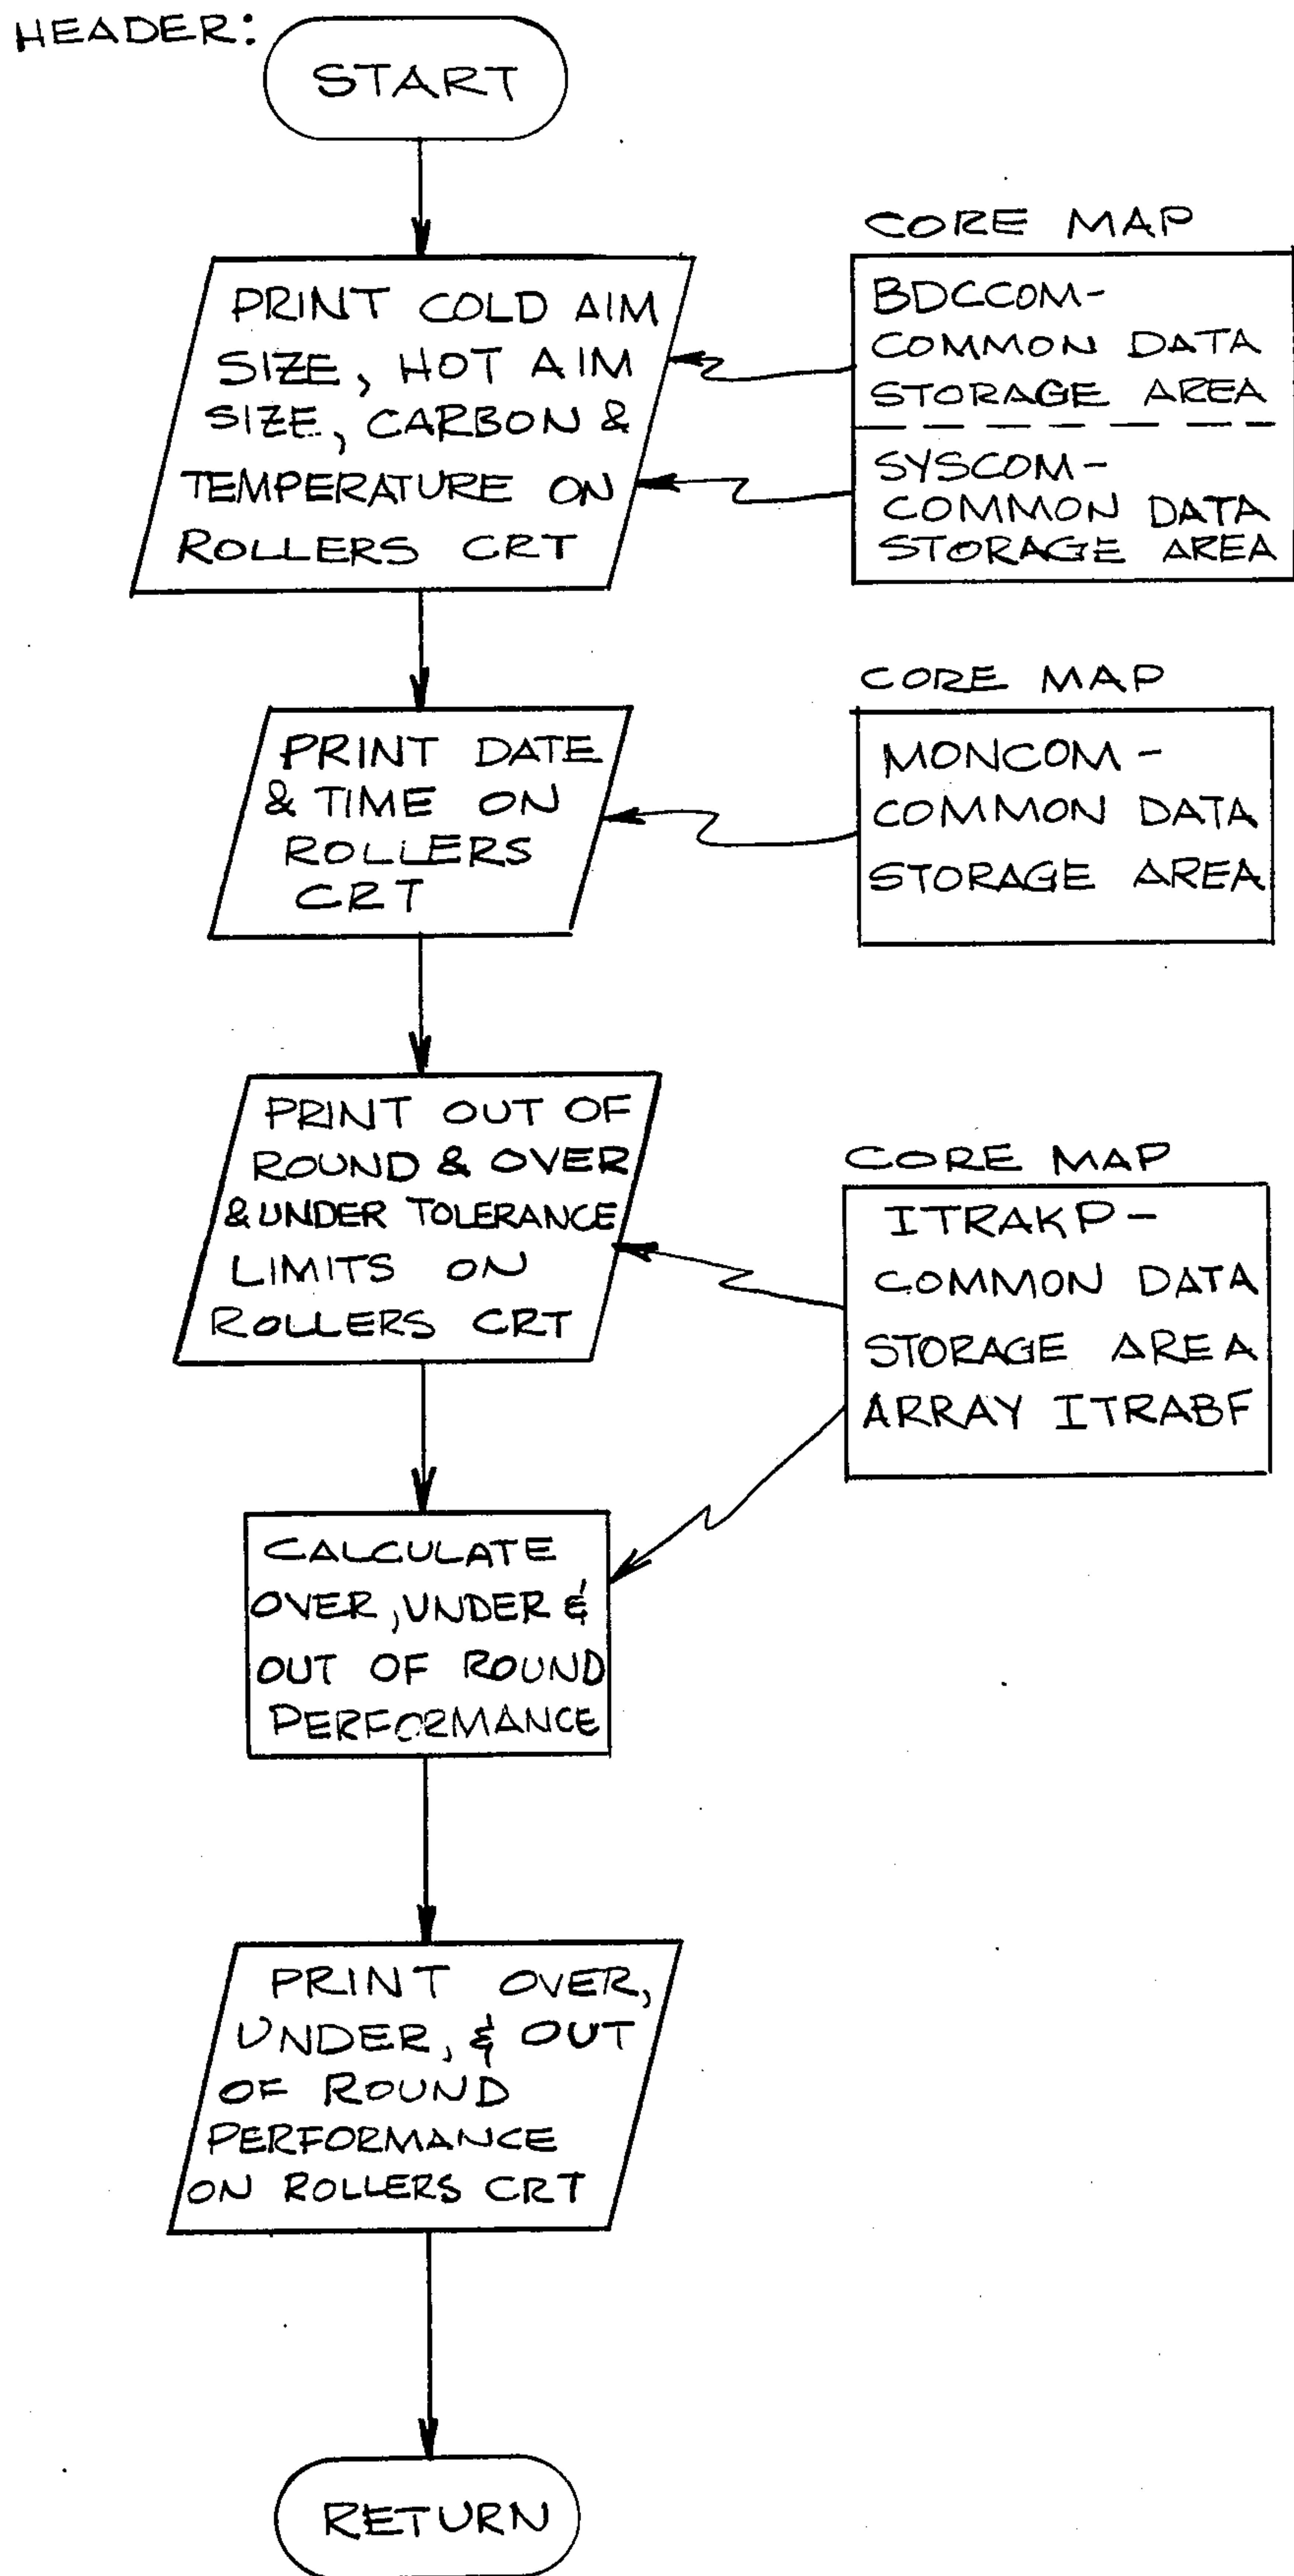 HEADER:
START
PRINT COLD AIM
SIZE, HOT AIM
SIZE, CARBON &
TEMPERATURE ON
ROLLERS CRT
CORE MAP
BDCCOM-
COMMON DATA
STORAGE AREA
SYSCOM-
COMMON DATA
STORAGE AREA
PRINT DATE
& TIME ON
ROLLERS
CRT
CORE MAP
MONCOM-
COMMON DATA
STORAGE AREA
PRINT OUT OF
ROUND & OVER
& UNDER TOLERANCE
LIMITS ON
ROLLERS CRT
CORE MAP
ITRAKP-
COMMON DATA
STORAGE AREA
ARRAY ITRABF
CALCULATE
OVER, UNDER &
OUT OF ROUND
PERFORMANCE
PRINT OVER,
UNDER, & OUT
OF ROUND
PERFORMANCE
ON ROLLERS CRT
RETURN